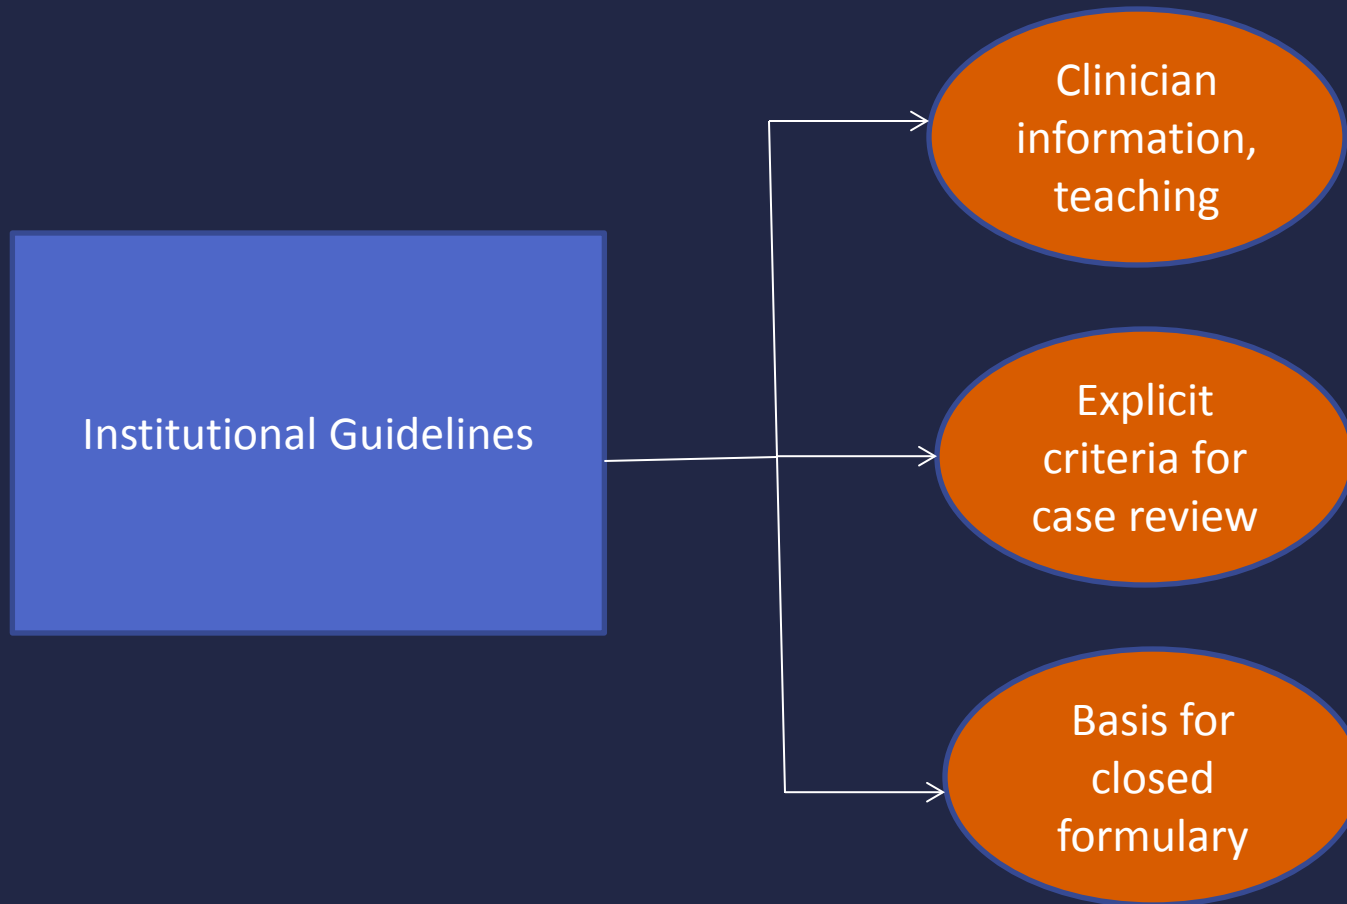 Institutional Guidelines
Clinician
information,
teaching
Explicit
criteria for
case review
Basis for
closed
formulary